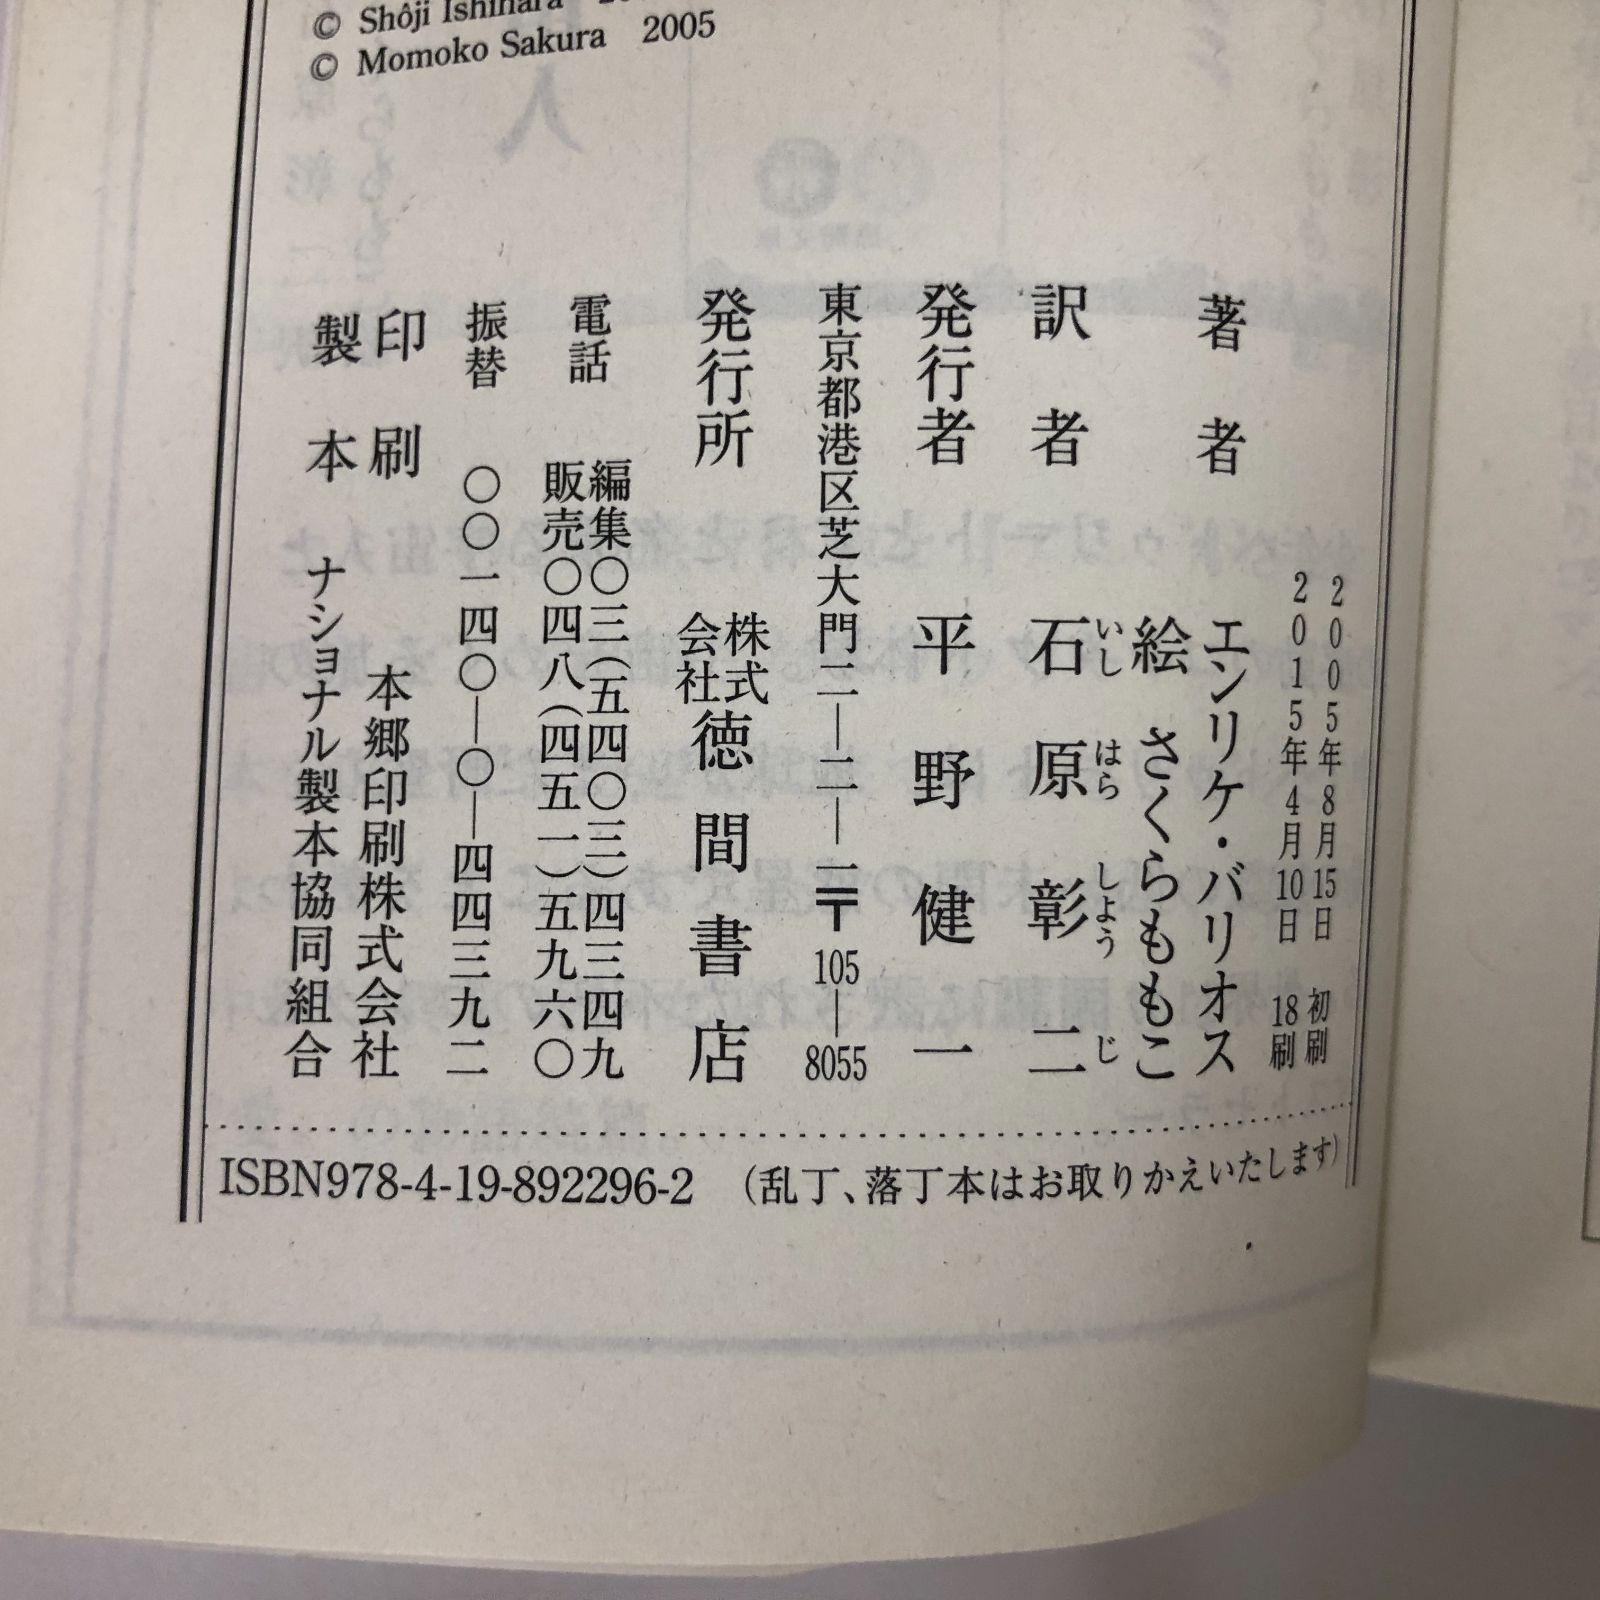 © Shôji Ishihara
© Momoko Sakura 2005
2005年8月15日 初刷
2015年4月10日 18刷
著者 エンリケ・バリオス
絵 さくらももこ
訳者 石原彰二
いし はら しよう じ
発行者 平野健一
東京都港区芝大門二―二―一〒105―8055
発行所 株式会社徳間書店
電話 編集〇三(五四〇三)四三四九
販売〇四八(四五一)五九六〇
振替 〇〇一四〇―〇―四四三九二
印刷 本郷印刷株式会社
製本 ナショナル製本協同組合
ISBN978-4-19-892296-2 (乱丁、落丁本はお取りかえいたします)